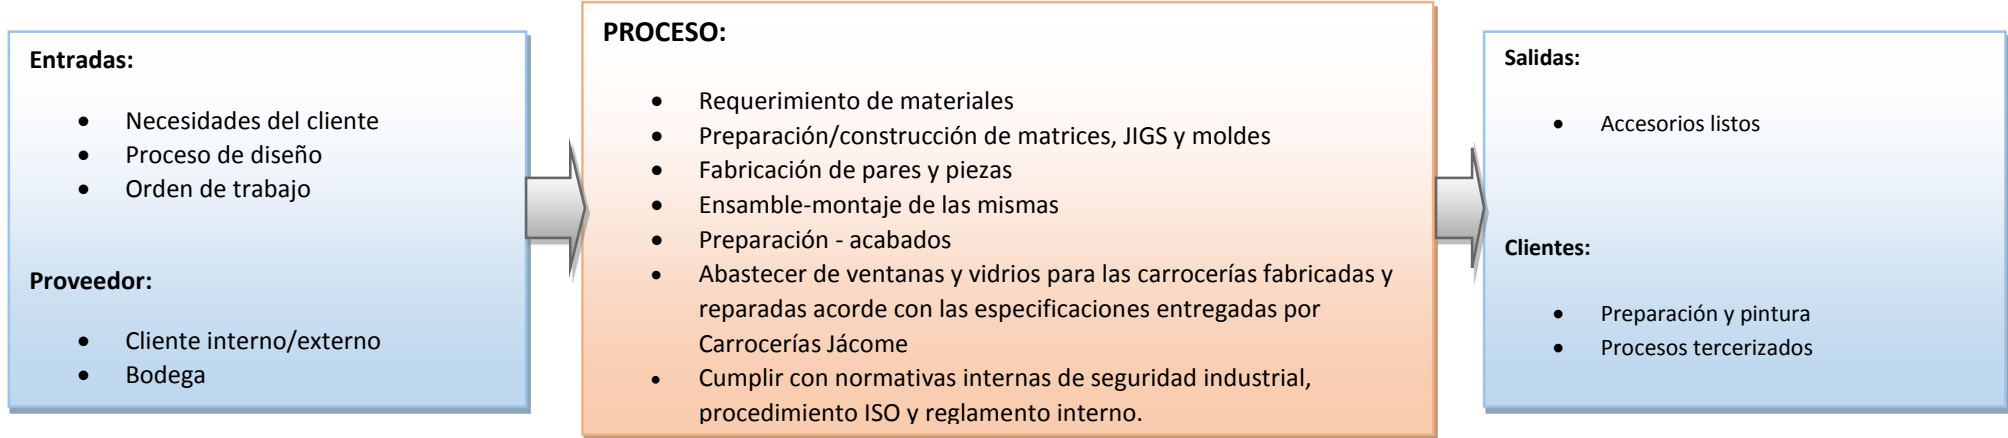 Entradas:
• Necesidades del cliente
• Proceso de diseño
• Orden de trabajo
Proveedor:
• Cliente interno/externo
• Bodega
PROCESO:
• Requerimiento de materiales
• Preparación/construcción de matrices, JIGS y moldes
• Fabricación de pares y piezas
• Ensamble-montaje de las mismas
• Preparación - acabados
• Abastecer de ventanas y vidrios para las carrocerías fabricadas y
reparadas acorde con las especificaciones entregadas por
Carrocerías Jácome
• Cumplir con normativas internas de seguridad industrial,
procedimiento ISO y reglamento interno.
Salidas:
• Accesorios listos
Clientes:
• Preparación y pintura
• Procesos tercerizados